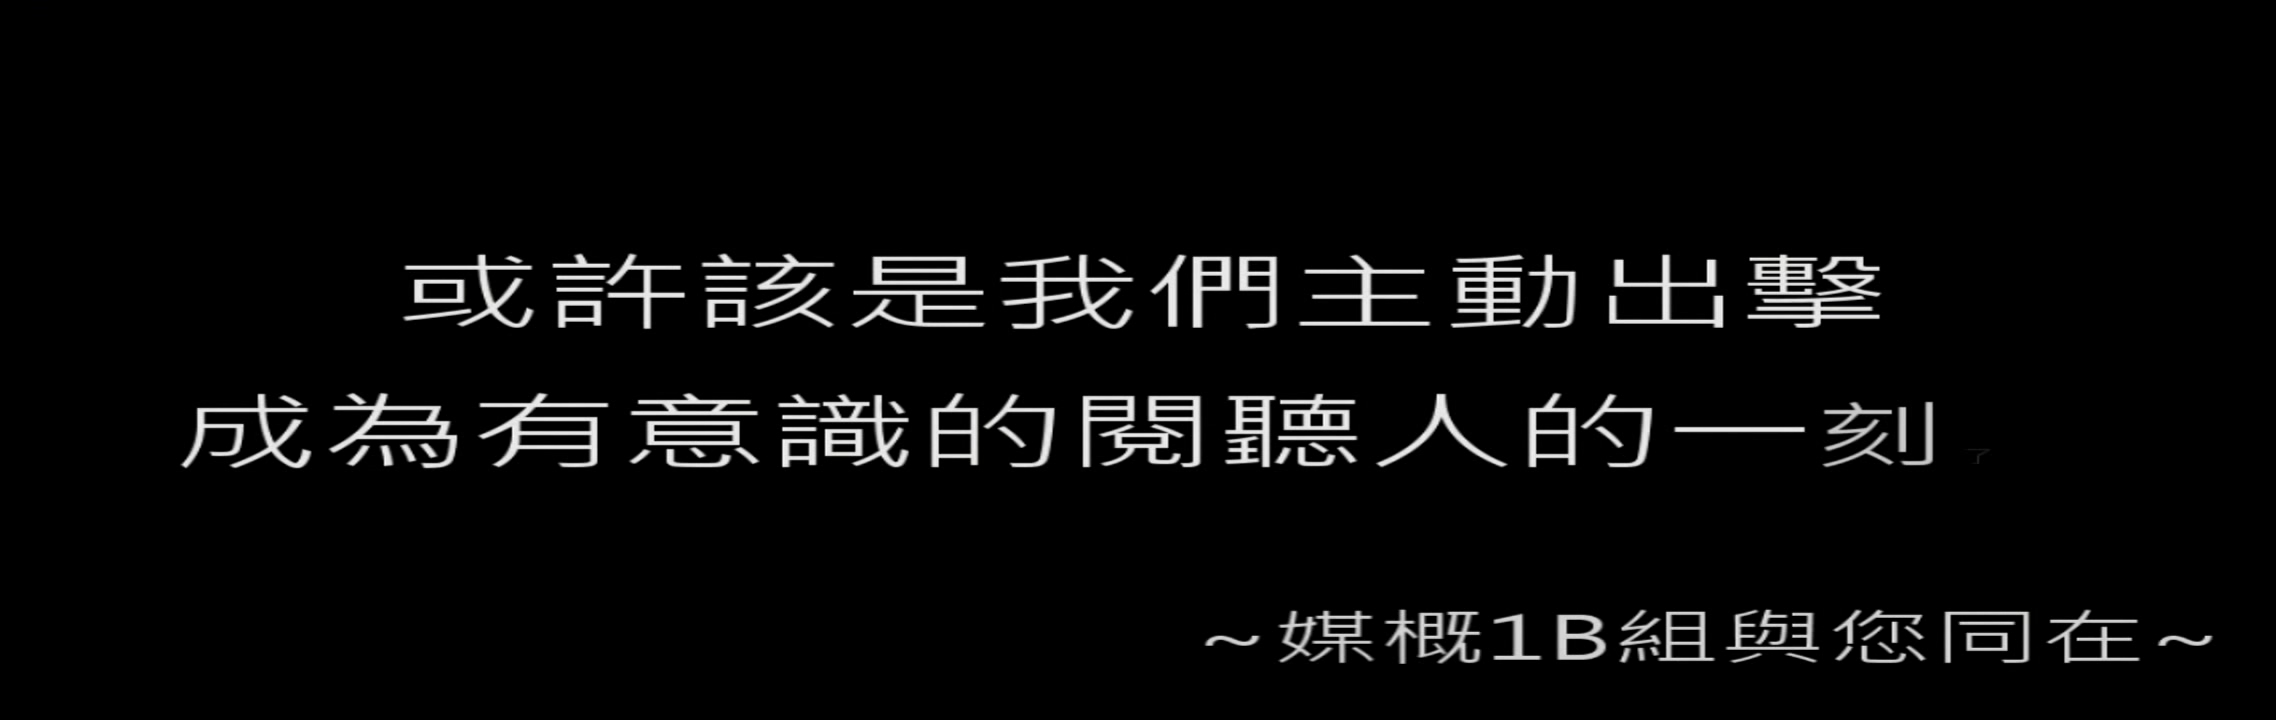 或許該是我們主動出擊
成為有意識的閱聽人的一刻
~媒概1B組與您同在~